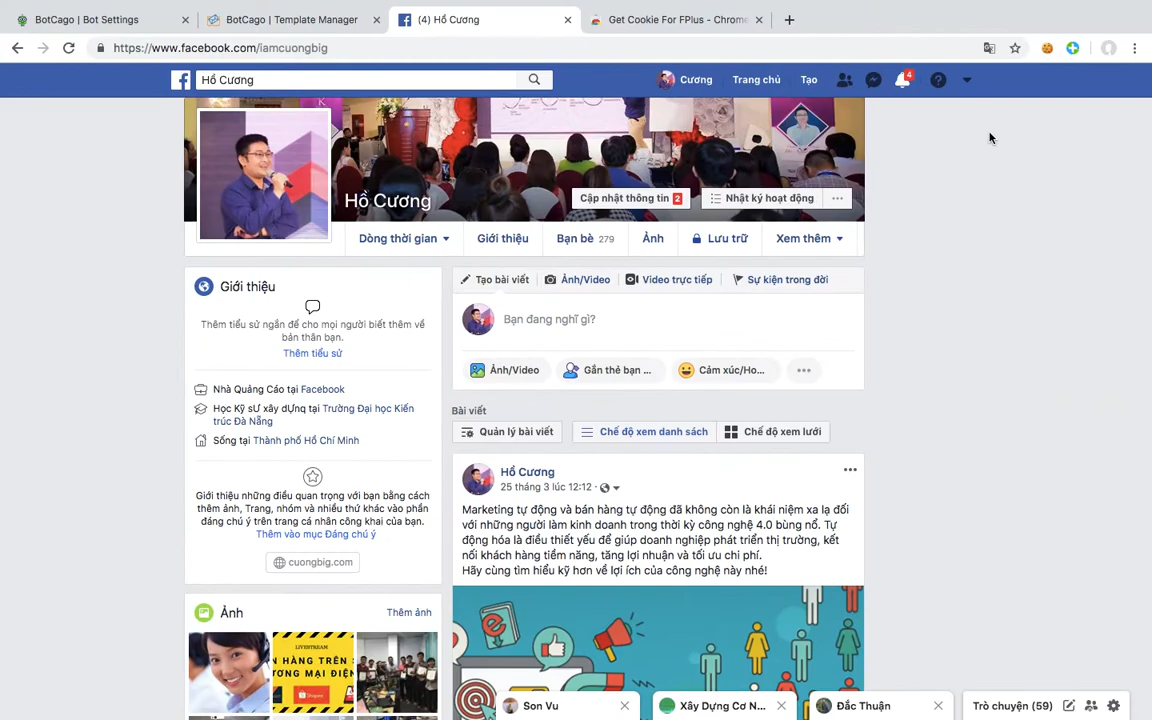 BotCago | Bot Settings
BotCago | Template Manager
(4) Hồ Cương
Get Cookie For FPlus - Chrome
https://www.facebook.com/iamcuongbig
Hồ Cương
Cương
Trang chủ
Tạo
4
Hồ Cương
Cập nhật thông tin 2
Nhật ký hoạt động
Dòng thời gian
Giới thiệu
Bạn bè 279
Ảnh
Lưu trữ
Xem thêm
Giới thiệu
Thêm tiểu sử ngắn để cho mọi người biết thêm về
bản thân bạn.
Thêm tiểu sử
Nhà Quảng Cáo tại Facebook
Học Kỹ sƯ xây dỰng tại Trường Đại học Kiến
trúc Đà Nẵng
Sống tại Thành phố Hồ Chí Minh
Giới thiệu những điều quan trọng với bạn bằng cách
thêm ảnh, Trang, nhóm và nhiều thứ khác vào phần
đáng chú ý trên trang cá nhân công khai của bạn.
Thêm vào mục Đáng chú ý
cuongbig.com
Ảnh
Thêm ảnh
LIVESTREAM
N HÀNG TRÊN S
ƯƠNG MẠI ĐIỆN
Tạo bài viết
Ảnh/Video
Video trực tiếp
Sự kiện trong đời
Bạn đang nghĩ gì?
Ảnh/Video
Gắn thẻ bạn ...
Cảm xúc/Ho...
Bài viết
Quản lý bài viết
Chế độ xem danh sách
Chế độ xem lưới
Hồ Cương
25 tháng 3 lúc 12:12
Marketing tự động và bán hàng tự động đã không còn là khái niệm xa lạ đối
với những người làm kinh doanh trong thời kỳ công nghệ 4.0 bùng nổ. Tự
động hóa là điều thiết yếu để giúp doanh nghiệp phát triển thị trường, kết
nối khách hàng tiềm năng, tăng lợi nhuận và tối ưu chi phí.
Hãy cùng tìm hiểu kỹ hơn về lợi ích của công nghệ này nhé!
Son Vu
Xây Dựng Cơ N...
Đắc Thuận
Trò chuyện (59)